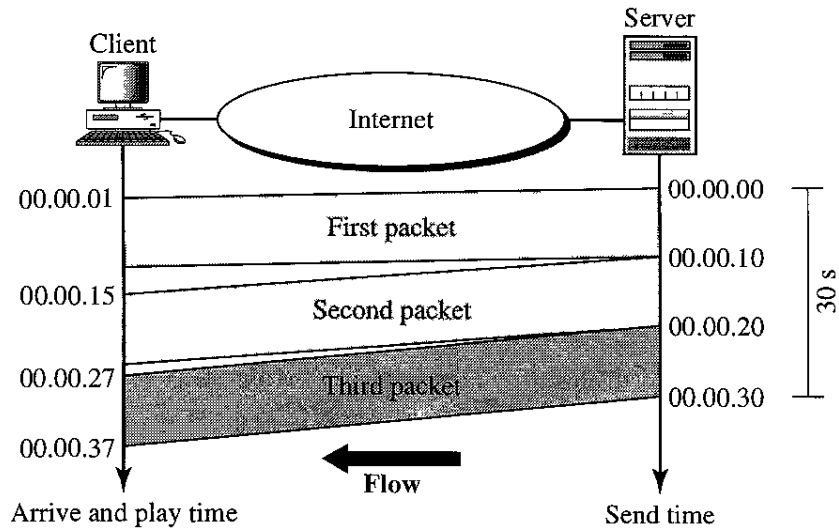 Client
Server
Internet
00.00.01
00.00.00
First packet
00.00.10
00.00.15
Second packet
00.00.20
30 s
00.00.27
Third packet
00.00.30
00.00.37
Flow
Arrive and play time
Send time